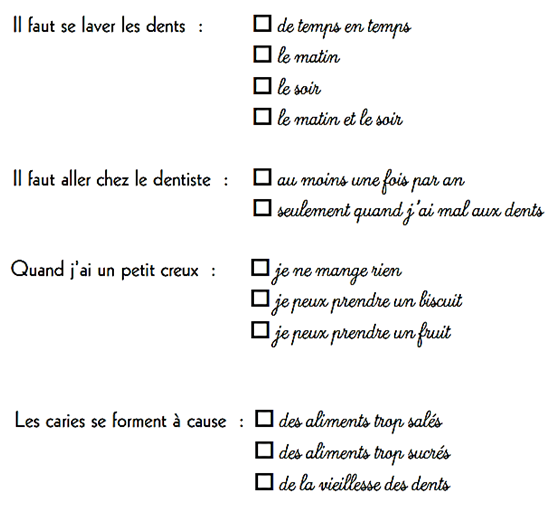 Il faut se laver les dents : □ de temps en temps
□ le matin
□ le soir
□ le matin et le soir
Il faut aller chez le dentiste : □ au moins une fois par an
□ seulement quand j'ai mal aux dents
Quand j'ai un petit creux : □ je ne mange rien
□ je peux prendre un biscuit
□ je peux prendre un fruit
Les caries se forment à cause : □ des aliments trop salés
□ des aliments trop sucrés
□ de la vieillesse des dents